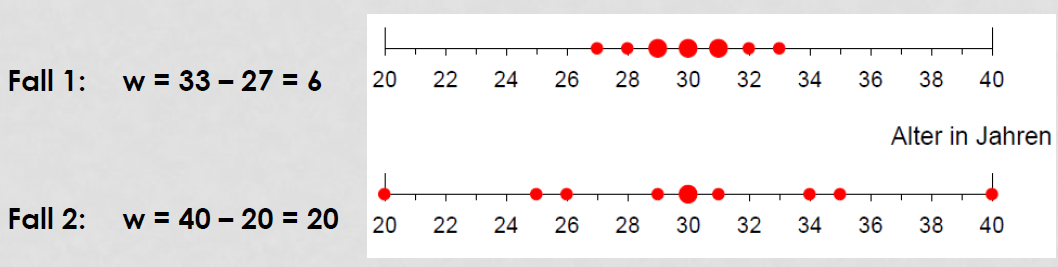 Fall 1: w = 33 – 27 = 6
20 22 24 26 28 30 32 34 36 38 40
Alter in Jahren
Fall 2: w = 40 – 20 = 20
20 22 24 26 28 30 32 34 36 38 40